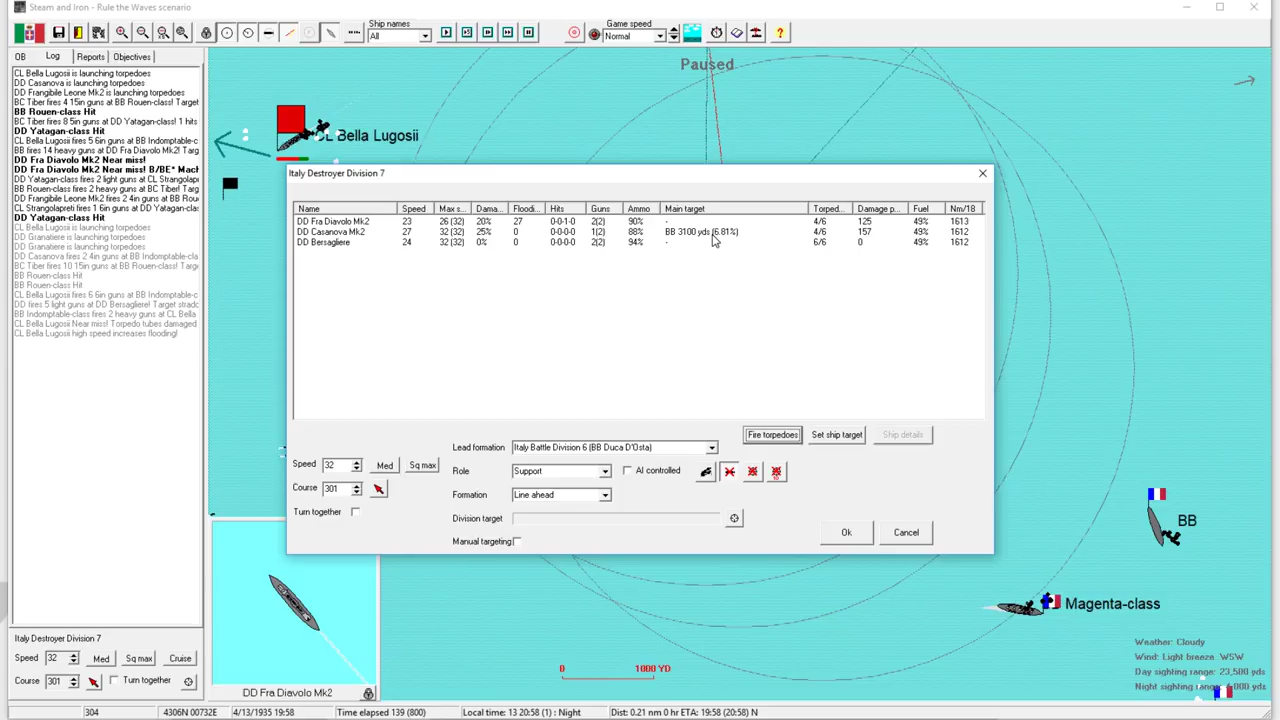 Steam and Iron - Rule the Waves scenario
Ship names
All
Game speed
Normal
OB
Log
Reports
Objectives
CL Bella Lugosii is launching torpedoes
DD Casanova is launching torpedoes
DD Frangibile Leone Mk2 is launching torpedoes
BC Tiber fires 4 15in guns at BB Rouen-class! Target
BB Rouen-class Hit
BC Tiber fires 8 5in guns at DD Yatagan-class! 1 hits
DD Yatagan-class Hit
CL Bella Lugosii fires 5 6in guns at BB Indomptable-c
BB fires 14 heavy guns at DD Fra Diavolo Mk2! Targ
DD Fra Diavolo Mk2 Near miss!
DD Fra Diavolo Mk2 Near miss! B/BE* Mach
DD Yatagan-class fires 2 light guns at CL Strangolap
BB Rouen-class fires 2 heavy guns at BC Tiber! Targ
DD Frangibile Leone Mk2 fires 2 4in guns at BB Rou
CL Strangolapreti fires 1 6in guns at DD Yatagan-clas
DD Yatagan-class Hit
CL Bella Lugosii is launching torpedoes
DD Granatiere is launching torpedoes
DD Granatiere is launching torpedoes
DD Casanova fires 2 4in guns at BB Indomptable-cla
BC Tiber fires 10 15in guns at BB Rouen-class! Targe
BB Rouen-class Hit
BB Rouen-class Hit
CL Bella Lugosii fires 6 6in guns at BB Indomptable-c
DD fires 5 light guns at DD Bersagliere! Target strado
BB Indomptable-class fires 2 heavy guns at CL Bella
CL Bella Lugosii Near miss! Torpedo tubes damaged
CL Bella Lugosii high speed increases flooding!
Paused
CL Bella Lugosii
Italy Destroyer Division 7
Name Speed Max s... Dama... Floodi... Hits Guns Ammo Main target Torped... Damage p... Fuel Nm/18
DD Fra Diavolo Mk2 23 26 (32) 20% 27 0-0-1-0 2(2) 90% - 4/6 125 49% 1613
DD Casanova Mk2 27 32 (32) 25% 0 0-0-0-0 1(2) 88% BB 3100 yds (6.81%) 4/6 157 49% 1612
DD Bersagliere 24 32 (32) 0% 0 0-0-0-0 2(2) 94% - 6/6 0 49% 1612
Fire torpedoes
Set ship target
Ship details
Lead formation
Italy Battle Division 6 (BB Duca D'Osta)
Speed 32 Med Sq max
Role Support AI controlled
Course 301
Formation Line ahead
Turn together
Division target
Manual targeting
Ok
Cancel
BB
Magenta-class
Weather: Cloudy
Wind: Light breeze WSW
Day sighting range: 23,500 yds
0 1000 YD
Italy Destroyer Division 7
Speed 32 Med Sq max Cruise
Course 301 Turn together
DD Fra Diavolo Mk2
304
4306N 00732E
4/13/1935 19:58
Time elapsed 139 (800)
Local time: 13 20:58 (1) : Night
Dist: 0.21 nm 0 hr ETA: 19:58 (20:58) N